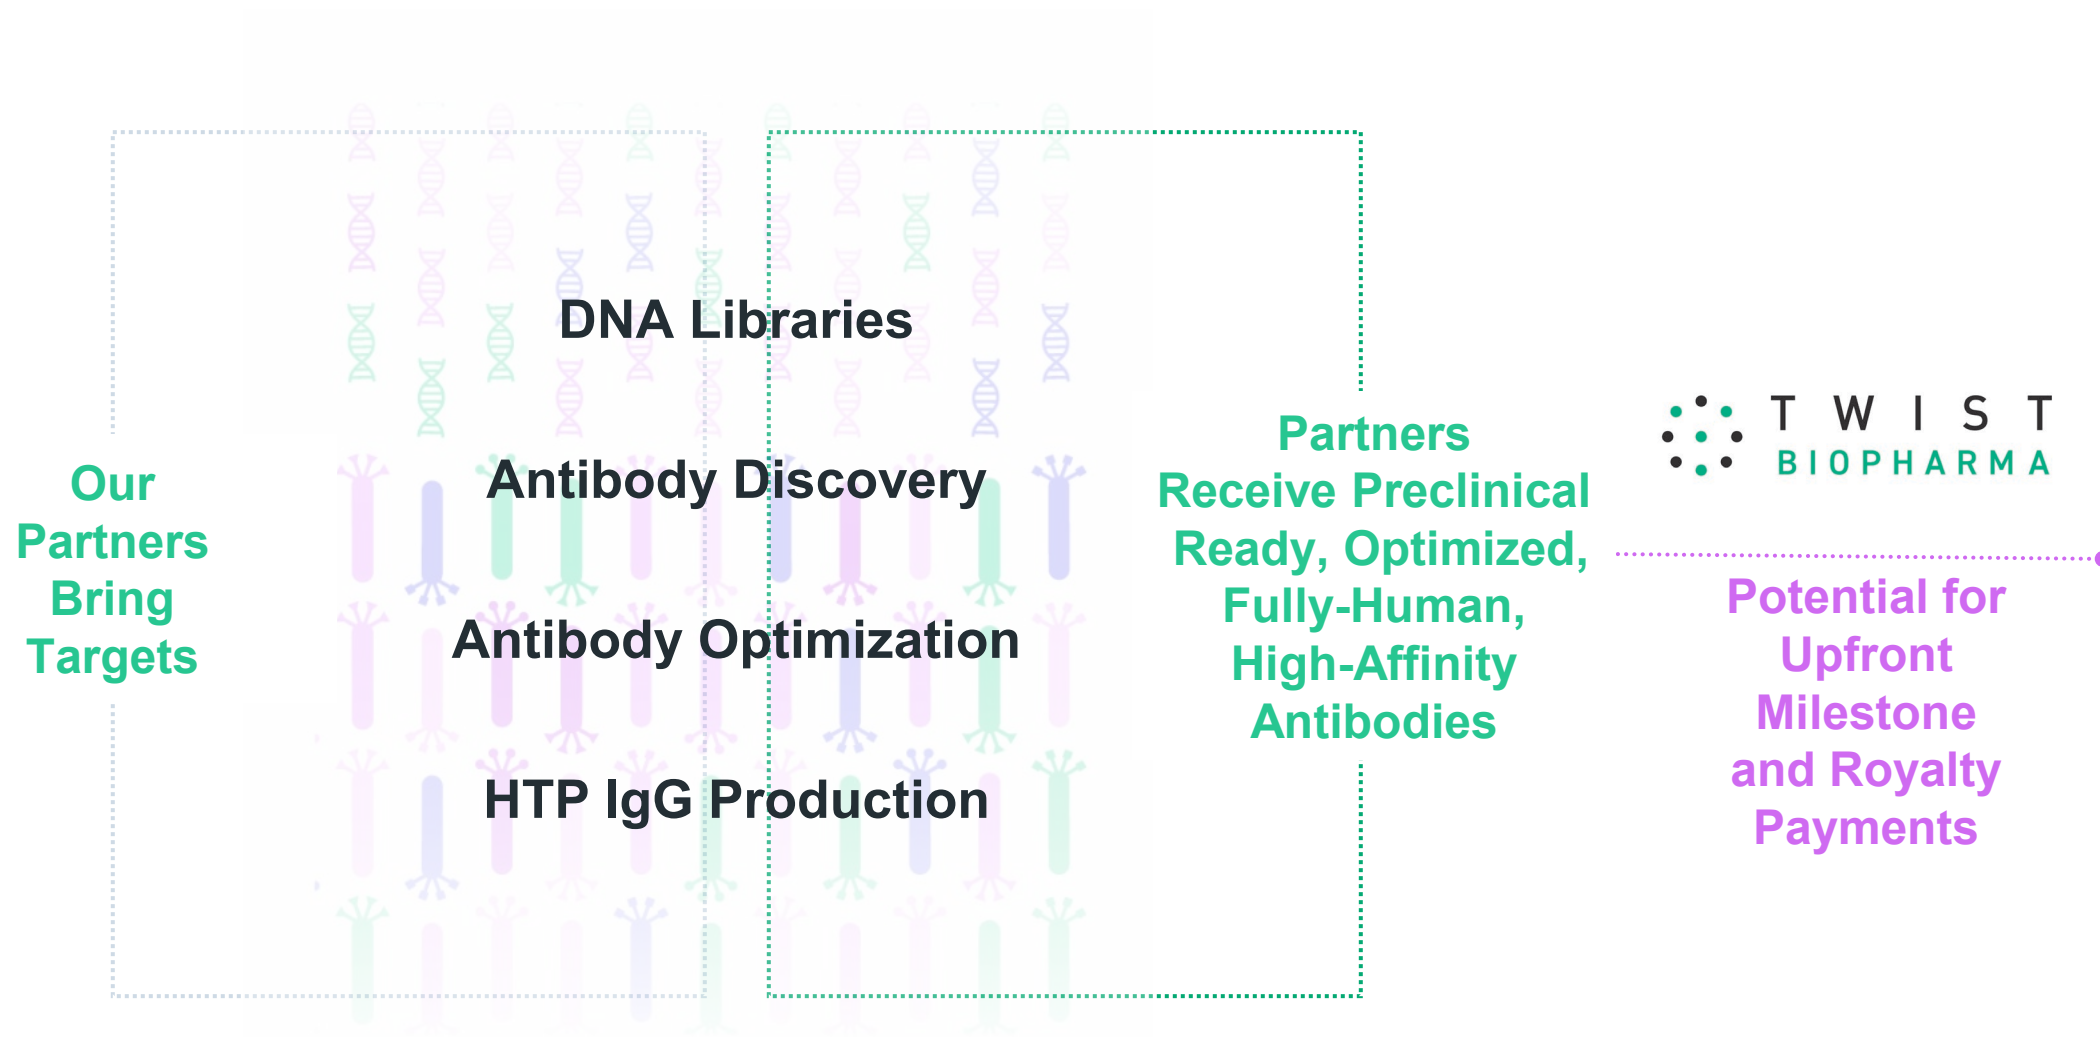 Our
Partners
Bring
Targets
DNA Libraries
Antibody Discovery
Antibody Optimization
HTP IgG Production
Partners
Receive Preclinical
Ready, Optimized,
Fully-Human,
High-Affinity
Antibodies
TWIST
BIOPHARMA
Potential for
Upfront
Milestone
and Royalty
Payments